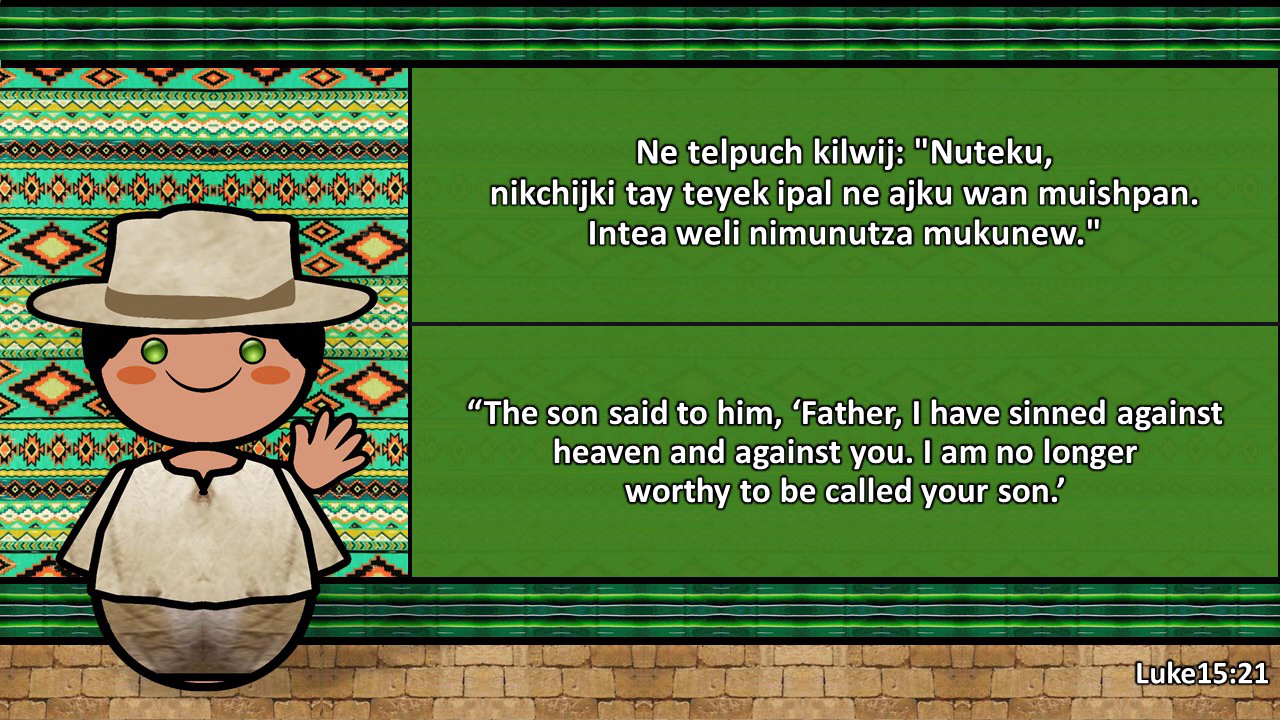 Ne telpuch kilwij: "Nuteku,
nikchijki tay teyek ipal ne ajku wan muishpan.
Intea weli nimunutza mukunew."
“The son said to him, ‘Father, I have sinned against
heaven and against you. I am no longer
worthy to be called your son.’
Luke15:21